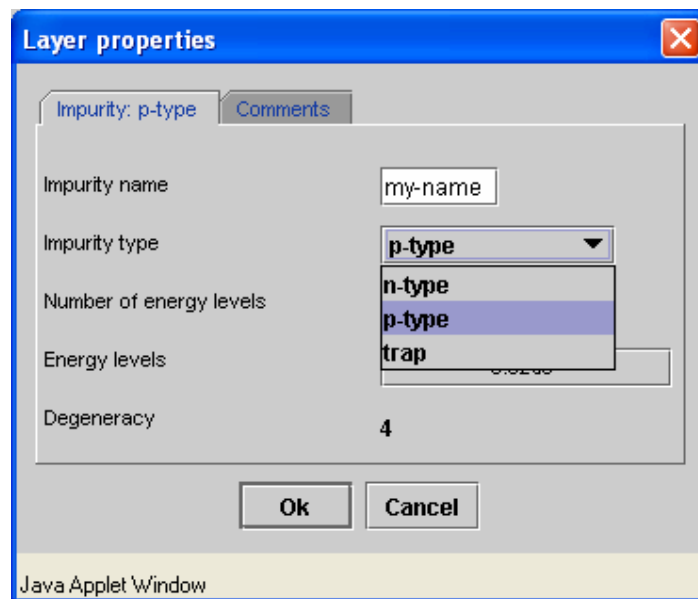 Layer properties
Impurity: p-type Comments
Impurity name my-name
Impurity type p-type
n-type
Number of energy levels
p-type
Energy levels trap
Degeneracy 4
Ok Cancel
Java Applet Window